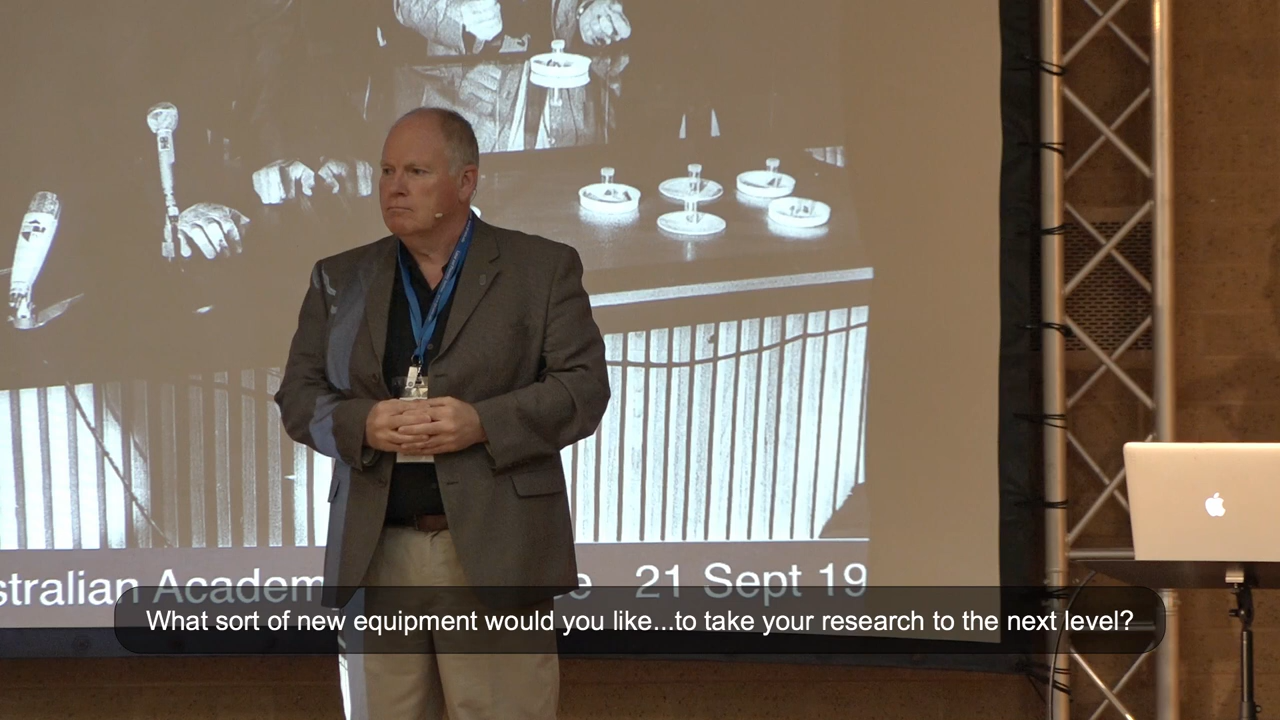 stralian Academ e 21 Sept 19
What sort of new equipment would you like...to take your research to the next level?